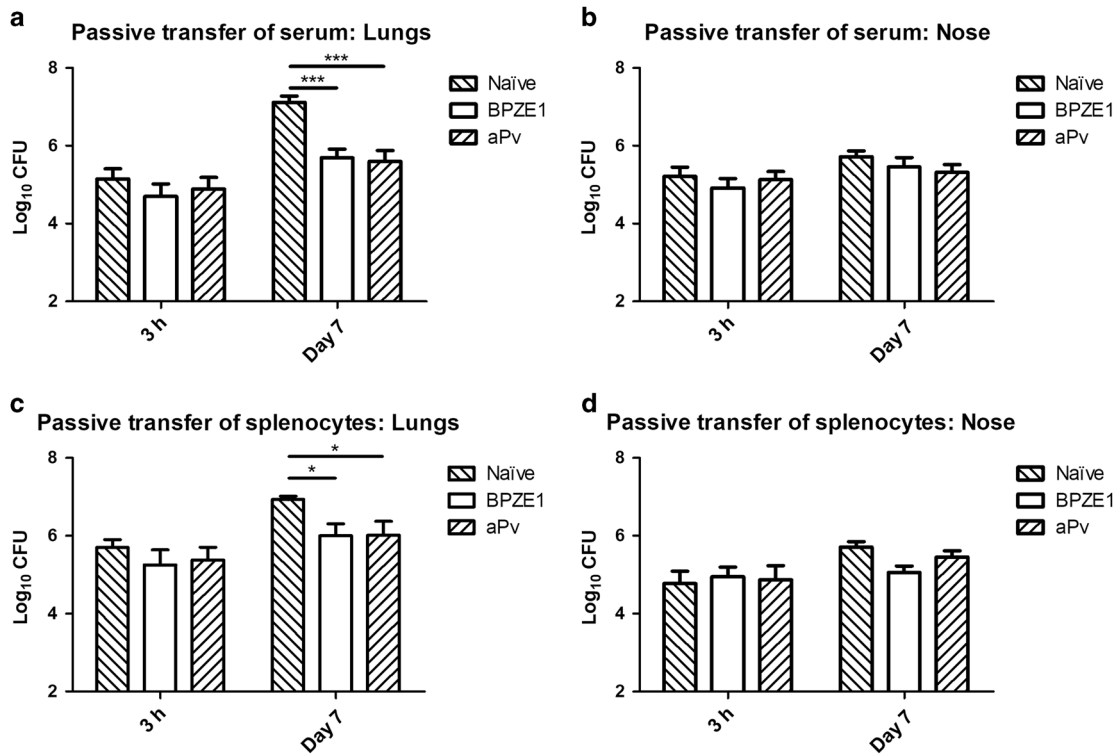 a
Passive transfer of serum: Lungs
Log10 CFU
8
6
4
2
***
***
3 h
Day 7
Naïve
BPZE1
aPv
b
Passive transfer of serum: Nose
Log10 CFU
8
6
4
2
3 h
Day 7
Naïve
BPZE1
aPv
c
Passive transfer of splenocytes: Lungs
Log10 CFU
8
6
4
2
*
*
3 h
Day 7
Naïve
BPZE1
aPv
d
Passive transfer of splenocytes: Nose
Log10 CFU
8
6
4
2
3 h
Day 7
Naïve
BPZE1
aPv